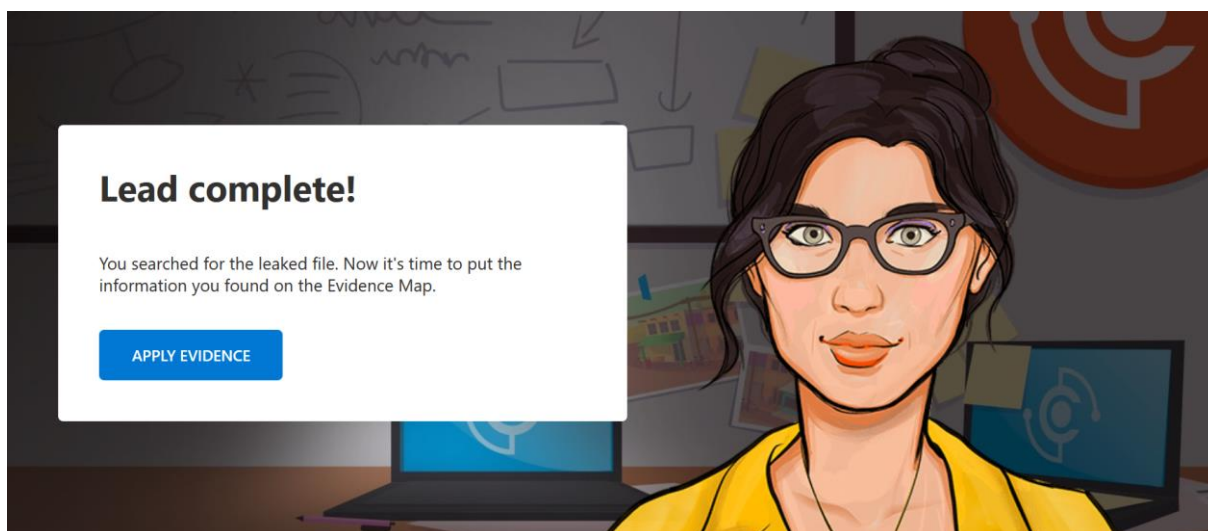 Lead complete!
You searched for the leaked file. Now it's time to put the
information you found on the Evidence Map.
APPLY EVIDENCE